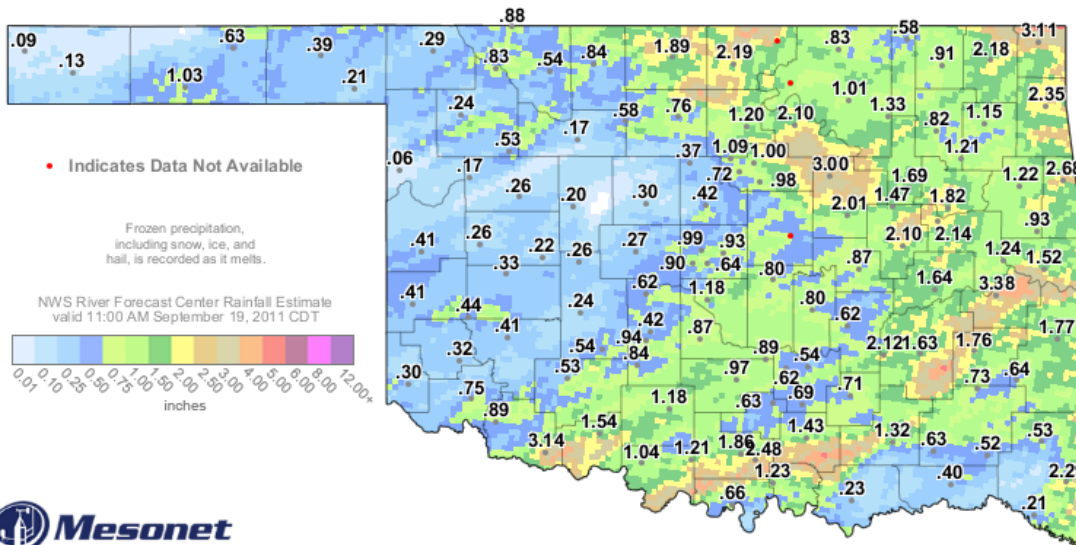 .88
.09 .63 .39 .29 .83 .54 .84 1.89 2.19 .83 .58 .91 2.18 3.11
.13 1.03 .21 1.01 2.35
.24 .58 .76 1.20 2.10 1.33 .82 1.15
.53 .17 .37 1.09 1.00 1.21
.06 .17 .72 .98 3.00 1.69 1.22 2.68
.26 .20 .30 .42 2.01 1.47 1.82
.93
.41 .26 .22 .26 .27 .99 .93 2.10 2.14 1.24
.33 .90 .64 .80 .87 1.52
.62 1.18 1.64 3.38
.41 .44 .24 .80 .62
.41 .42 .87 1.77
.32 .54 .94 .84 .89 .54 2.12 1.63 1.76
.30 .53 .97 .62 .71 .73 .64
.75 .89 1.18 .63 .69
1.54 1.43 1.32 .53
3.14 1.04 1.21 1.86 2.48 .63 .52
1.23 .40 2.2
.66 .23 .21
Indicates Data Not Available
Frozen precipitation,
including snow, ice, and
hail, is recorded as it melts.
NWS River Forecast Center Rainfall Estimate
valid 11:00 AM September 19, 2011 CDT
0.01 0.10 0.25 0.50 0.75 1.00 1.50 2.00 2.50 3.00 4.00 5.00 6.00 8.00 12.00+
inches
Mesonet